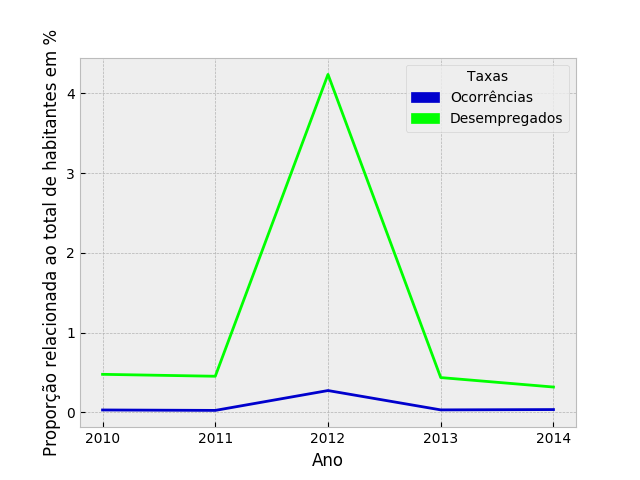 Proporção relacionada ao total de habitantes em %
4
3
2
1
0
Taxas
Ocorrências
Desempregados
2010 2011 2012 2013 2014
Ano